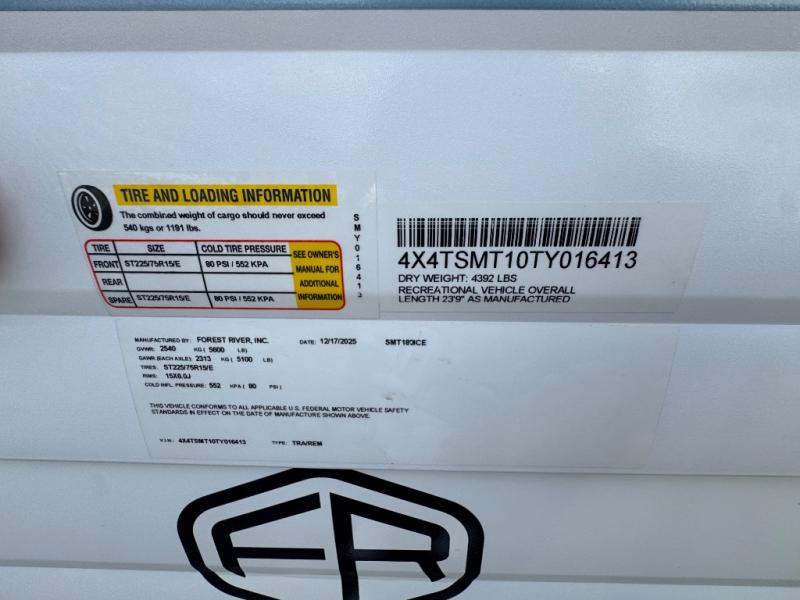 TIRE AND LOADING INFORMATION
The combined weight of cargo should never exceed
540 kgs or 1191 lbs.
TIRE SIZE COLD TIRE PRESSURE
FRONT ST225/75R15/E 80 PSI / 552 KPA
REAR
SPARE ST225/75R15/E 80 PSI / 552 KPA
SEE OWNER'S
MANUAL FOR
ADDITIONAL
INFORMATION
SMY016413
4X4TSMT10TY016413
DRY WEIGHT: 4392 LBS
RECREATIONAL VEHICLE OVERALL
LENGTH 23'9" AS MANUFACTURED
MANUFACTURED BY: FOREST RIVER, INC. DATE: 12/17/2025
GVWR: 2540 KG ( 5600 LB)
GAWR (EACH AXLE): 2313 KG ( 5100 LB)
TIRES: ST225/75R15/E
RIMS: 15X6.0J
COLD INFL. PRESSURE: 552 KPA ( 80 PSI )
THIS VEHICLE CONFORMS TO ALL APPLICABLE U.S. FEDERAL MOTOR VEHICLE SAFETY
STANDARDS IN EFFECT ON THE DATE OF MANUFACTURE SHOWN ABOVE.
V.I.N.: 4X4TSMT10TY016413 TYPE: TRA/REM
FR